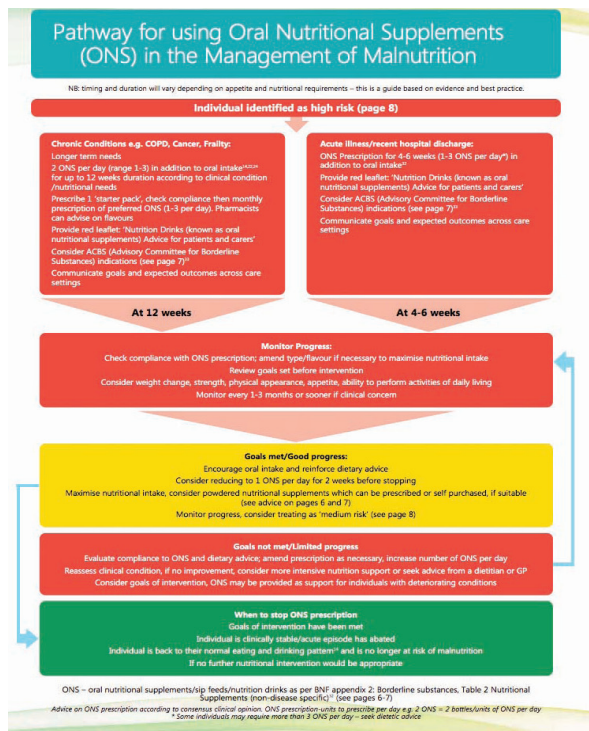 Pathway for using Oral Nutritional Supplements
(ONS) in the Management of Malnutrition
NB: timing and duration will vary depending on appetite and nutritional requirements – this is a guide based on evidence and best practice.
Individual identified as high risk (page 8)
Chronic Conditions e.g. COPD, Cancer, Frailty:
Longer term needs
2 ONS per day (range 1-3) in addition to oral intake
for up to 12 weeks duration according to clinical condition
/nutritional needs
Prescribe 1 'starter pack', check compliance then monthly
prescription of preferred ONS (1-3 per day). Pharmacists
can advise on flavours
Provide red leaflet: 'Nutrition Drinks (known as oral
nutritional supplements) Advice for patients and carers'
Consider ACBS (Advisory Committee for Borderline
Substances) indications (see page 7)
Communicate goals and expected outcomes across care
settings
Acute illness/recent hospital discharge:
ONS Prescription for 4-6 weeks (1-3 ONS per day*) in
addition to oral intake
Provide red leaflet: 'Nutrition Drinks (known as oral
nutritional supplements) Advice for patients and carers'
Consider ACBS (Advisory Committee for Borderline
Substances) indications (see page 7)
Communicate goals and expected outcomes across care
settings
At 12 weeks
At 4-6 weeks
Monitor Progress:
Check compliance with ONS prescription; amend type/flavour if necessary to maximise nutritional intake
Review goals set before intervention
Consider weight change, strength, physical appearance, appetite, ability to perform activities of daily living
Monitor every 1-3 months or sooner if clinical concern
Goals met/Good progress:
Encourage oral intake and reinforce dietary advice
Consider reducing to 1 ONS per day for 2 weeks before stopping
Maximise nutritional intake, consider powdered nutritional supplements which can be prescribed or self purchased, if suitable
(see advice on pages 6 and 7)
Monitor progress, consider treating as 'medium risk' (see page 8)
Goals not met/Limited progress
Evaluate compliance to ONS and dietary advice; amend prescription as necessary, increase number of ONS per day
Reassess clinical condition, if no improvement, consider more intensive nutrition support or seek advice from a dietitian or GP
Consider goals of intervention, ONS may be provided as support for individuals with deteriorating conditions
When to stop ONS prescription
Goals of intervention have been met
Individual is clinically stable/acute episode has abated
Individual is back to their normal eating and drinking pattern and is no longer at risk of malnutrition
If no further nutritional intervention would be appropriate
ONS – oral nutritional supplements/sip feeds/nutrition drinks as per BNF appendix 2: Borderline substances, Table 2 Nutritional
Supplements (non-disease specific) (see pages 6-7)
Advice on ONS prescription according to consensus clinical opinion. ONS prescription-units to prescribe per day e.g. 2 ONS = 2 bottles/units of ONS per day
* Some individuals may require more than 3 ONS per day – seek dietetic advice